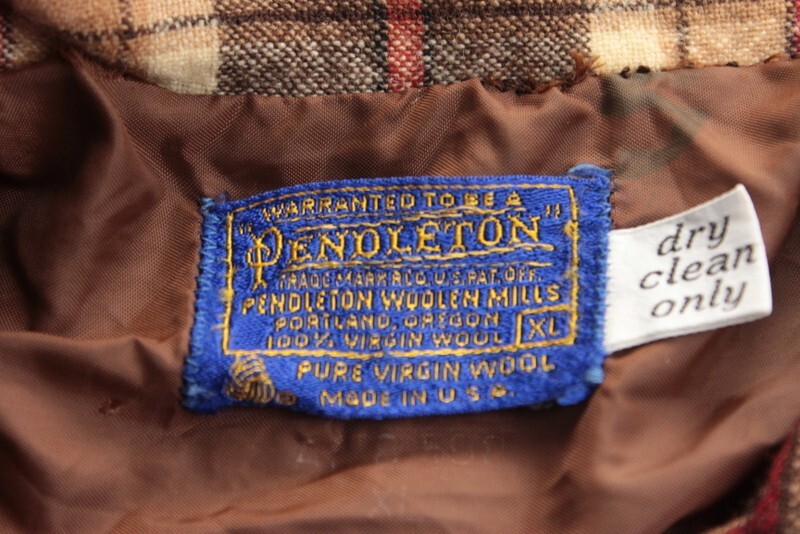 WARRANTED TO BE A
"PENDLETON"
TRADE MARK REG. U.S. PAT. OFF.
PENDLETON WOOLEN MILLS
PORTLAND, OREGON
100% VIRGIN WOOL XL
PURE VIRGIN WOOL
MADE IN U S A.
dry
clean
only
XL